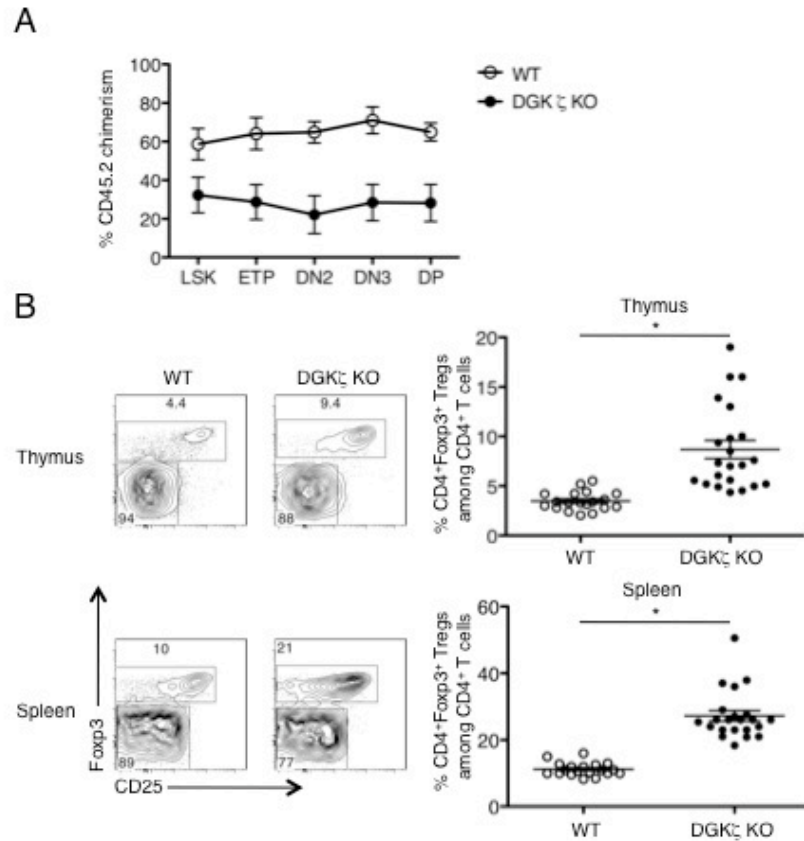 A
% CD45.2 chimerism
100
80
60
40
20
0
LSK ETP DN2 DN3 DP
WT
DGK ζ KO
B
WT DGKζ KO
Thymus
4.4
94
9.4
88
Spleen
10
89
21
77
Foxp3
CD25
Thymus
*
% CD4⁺Foxp3⁺ Tregs
among CD4⁺ T cells
20
15
10
5
0
WT DGKζ KO
Spleen
*
% CD4⁺Foxp3⁺ Tregs
among CD4⁺ T cells
60
40
20
0
WT DGKζ KO